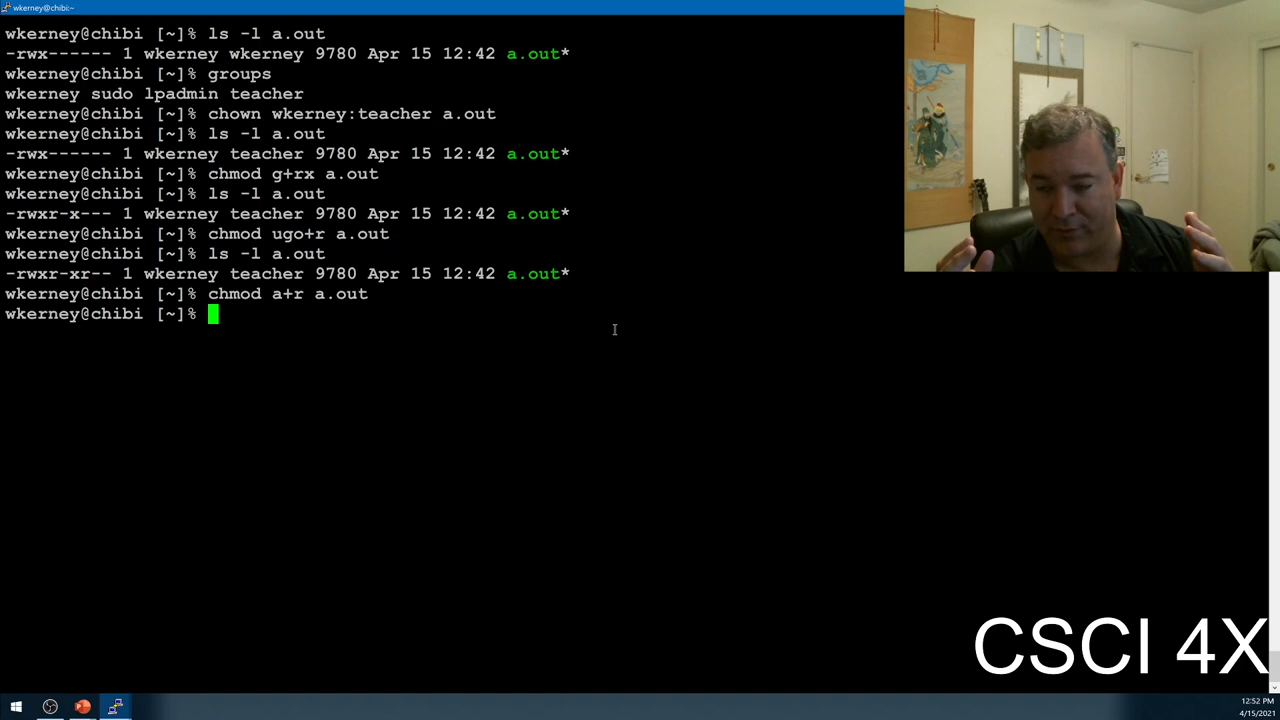 wkerney@chibi:~
wkerney@chibi [~]% ls -l a.out
-rwx------ 1 wkerney wkerney 9780 Apr 15 12:42 a.out*
wkerney@chibi [~]% groups
wkerney sudo lpadmin teacher
wkerney@chibi [~]% chown wkerney:teacher a.out
wkerney@chibi [~]% ls -l a.out
-rwx------ 1 wkerney teacher 9780 Apr 15 12:42 a.out*
wkerney@chibi [~]% chmod g+rx a.out
wkerney@chibi [~]% ls -l a.out
-rwxr-x--- 1 wkerney teacher 9780 Apr 15 12:42 a.out*
wkerney@chibi [~]% chmod ugo+r a.out
wkerney@chibi [~]% ls -l a.out
-rwxr-xr-- 1 wkerney teacher 9780 Apr 15 12:42 a.out*
wkerney@chibi [~]% chmod a+r a.out
wkerney@chibi [~]%
CSCI 4X
12:52 PM
4/15/2021